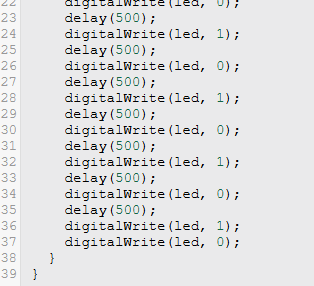 22 digitalWrite(led, 0);
23 delay(500);
24 digitalWrite(led, 1);
25 delay(500);
26 digitalWrite(led, 0);
27 delay(500);
28 digitalWrite(led, 1);
29 delay(500);
30 digitalWrite(led, 0);
31 delay(500);
32 digitalWrite(led, 1);
33 delay(500);
34 digitalWrite(led, 0);
35 delay(500);
36 digitalWrite(led, 1);
37 digitalWrite(led, 0);
38 }
39 }